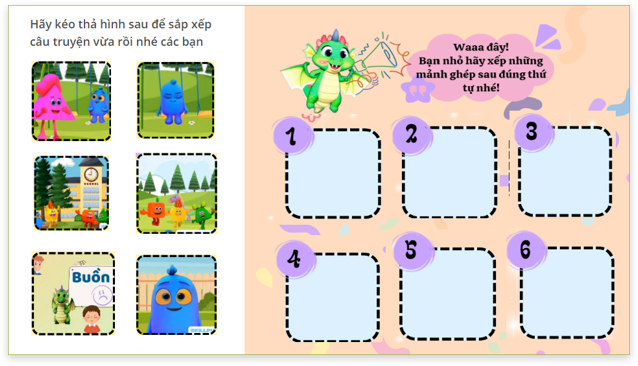 Hãy kéo thả hình sau để sắp xếp
câu truyện vừa rồi nhé các bạn
Waaa đây!
Bạn nhỏ hãy xếp những
mảnh ghép sau đúng thứ
tự nhé!
1
2
3
4
5
6
Buồn